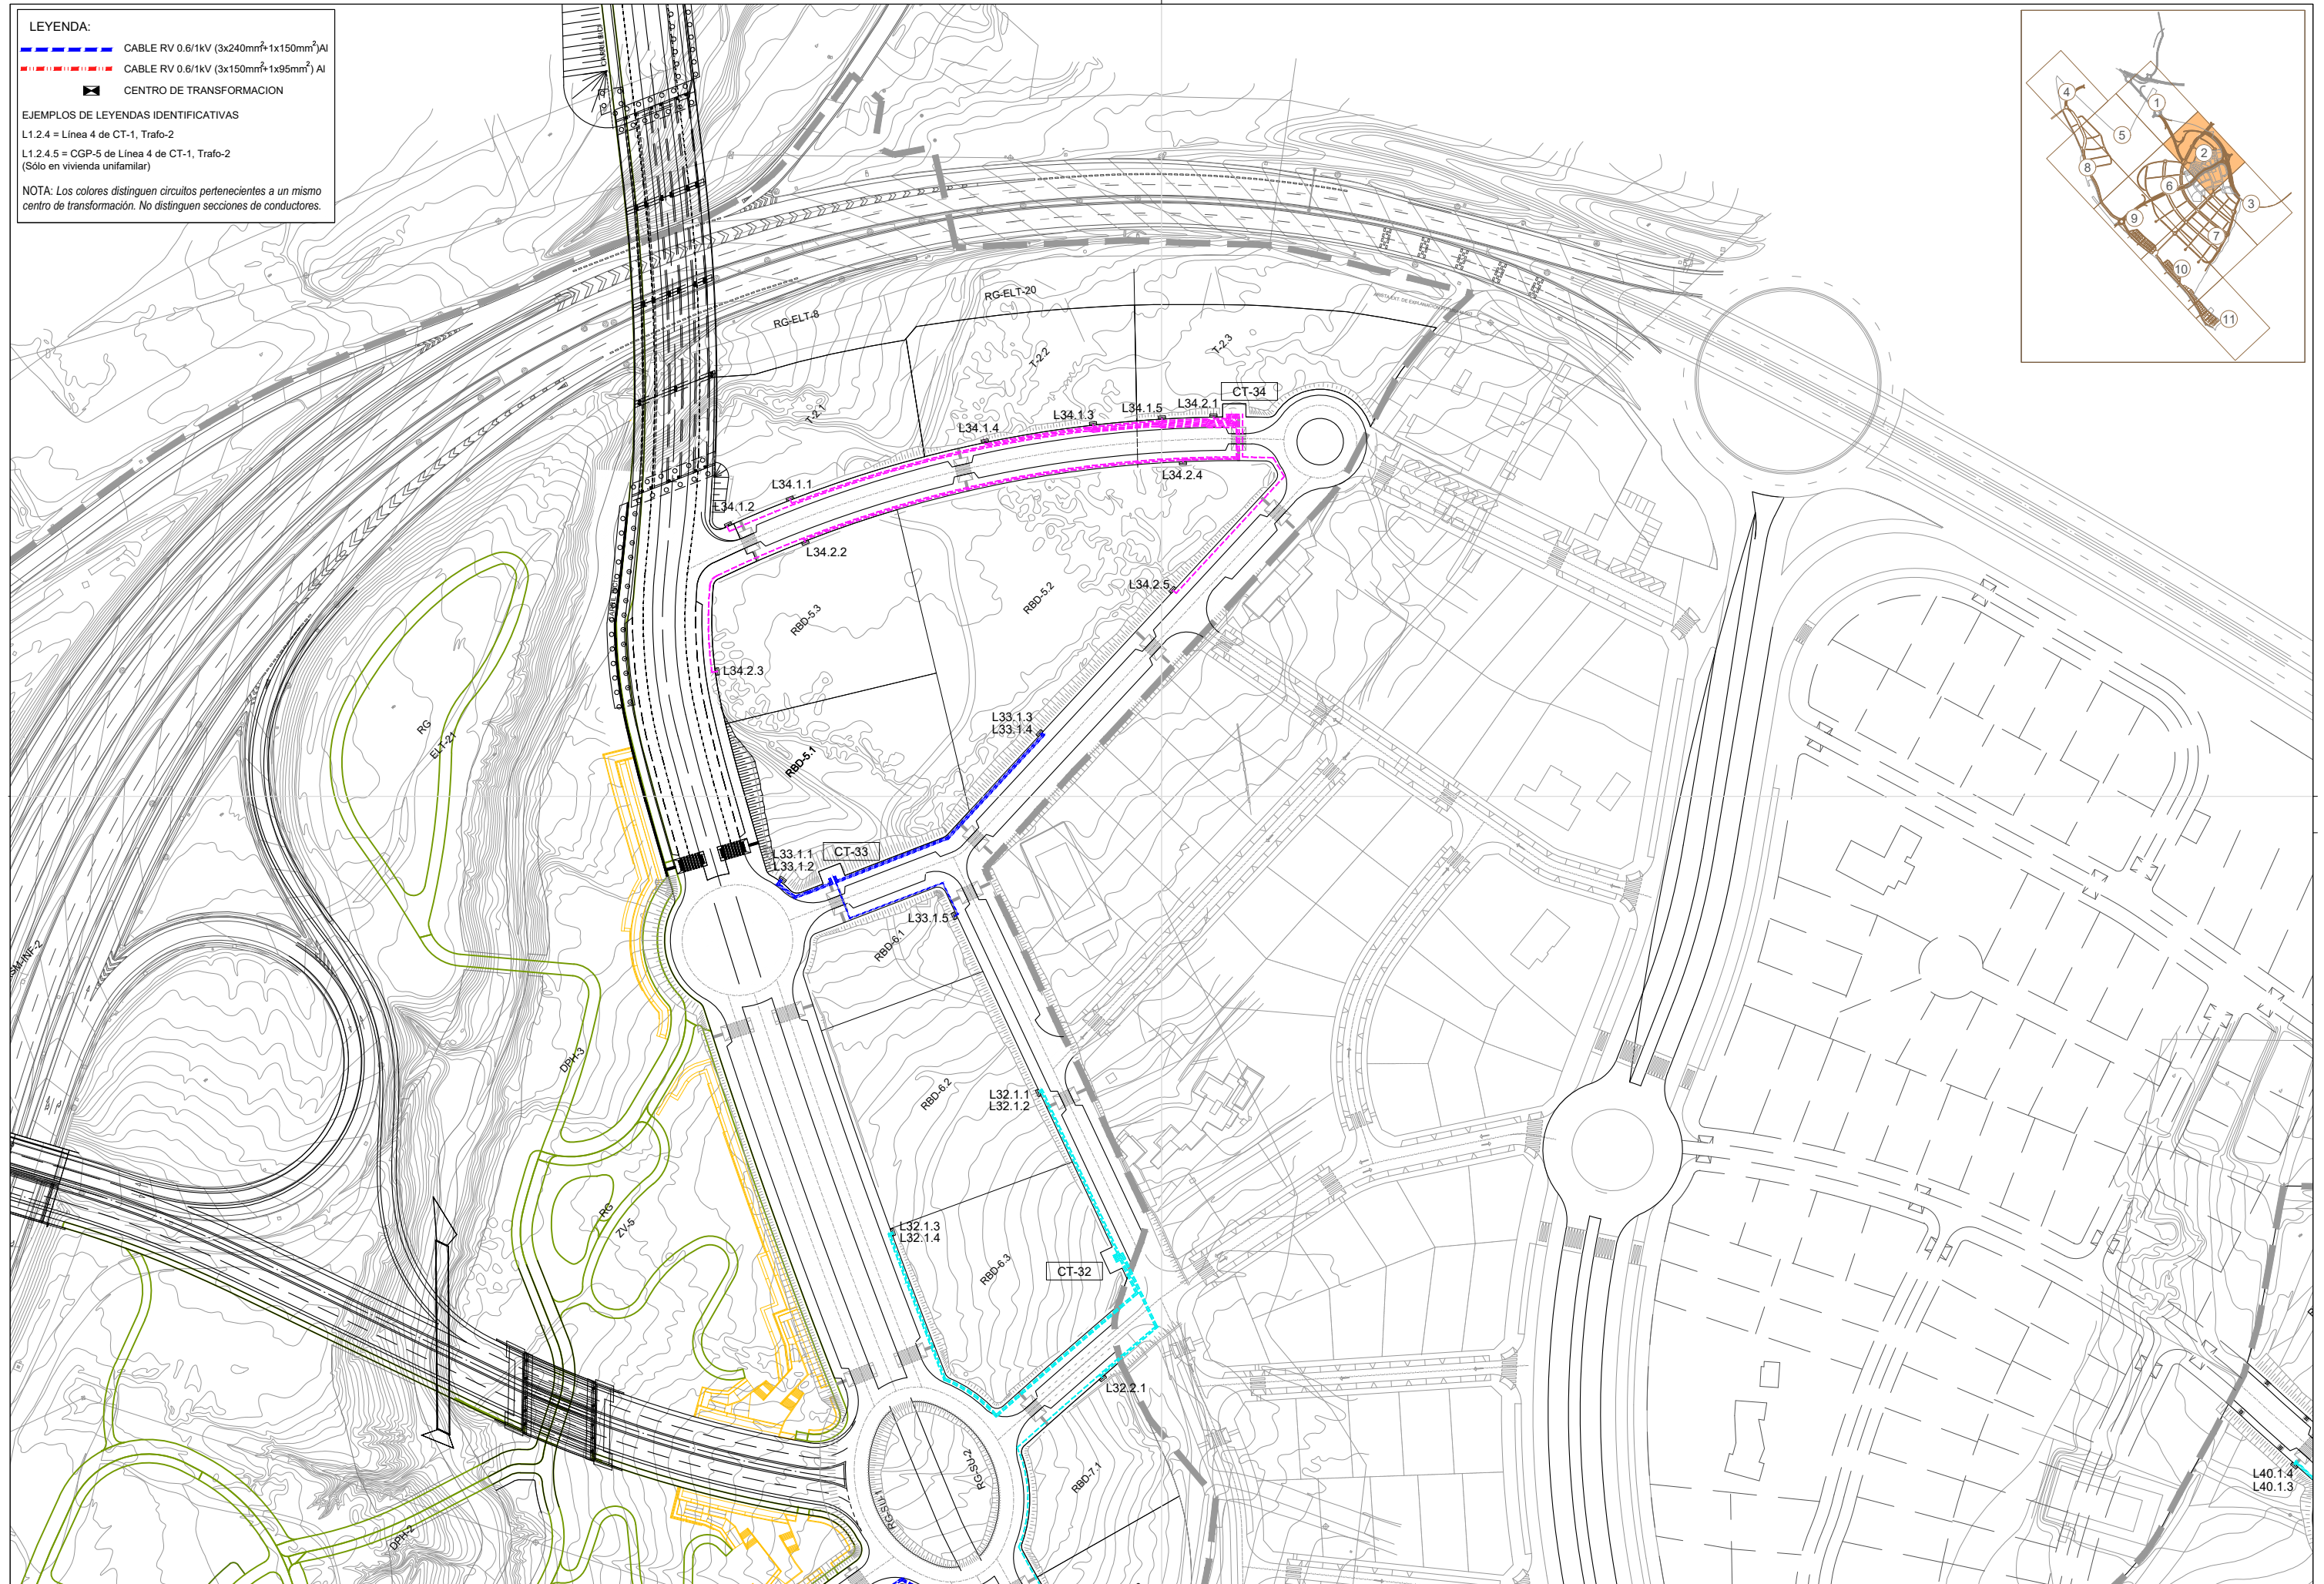 LEYENDA:
CABLE RV 0.6/1kV (3x240mm²+1x150mm²)Al
CABLE RV 0.6/1kV (3x150mm²+1x95mm²) Al
CENTRO DE TRANSFORMACION
EJEMPLOS DE LEYENDAS IDENTIFICATIVAS
L1.2.4 = Línea 4 de CT-1, Trafo-2
L1.2.4.5 = CGP-5 de Línea 4 de CT-1, Trafo-2
(Sólo en vivienda unifamilar)
NOTA: Los colores distinguen circuitos pertenecientes a un mismo
centro de transformación. No distinguen secciones de conductores.
4
1
5
2
8
6
3
9
7
10
11
RG-ELT-20
RG-ELT-8
T-2.2
T-2.3
T-2.1
CT-34
L34.1.3
L34.1.5
L34.2.1
L34.1.4
L34.2.4
L34.1.1
L34.1.2
L34.2.2
L34.2.5
RBD-5.2
RBD-5.3
L34.2.3
L33.1.3
L33.1.4
RG
ELT-21
RBD-5.1
CT-33
L33.1.1
L33.1.2
L33.1.5
RBD-6.1
SM-INF-2
DPH-3
RBD-6.2
L32.1.1
L32.1.2
RG
ZV-5
L32.1.3
L32.1.4
RBD-6.3
CT-32
L32.2.1
RG-SU-2
RG-SU-1
RBD-7.1
DPH-2
L40.1.4
L40.1.3